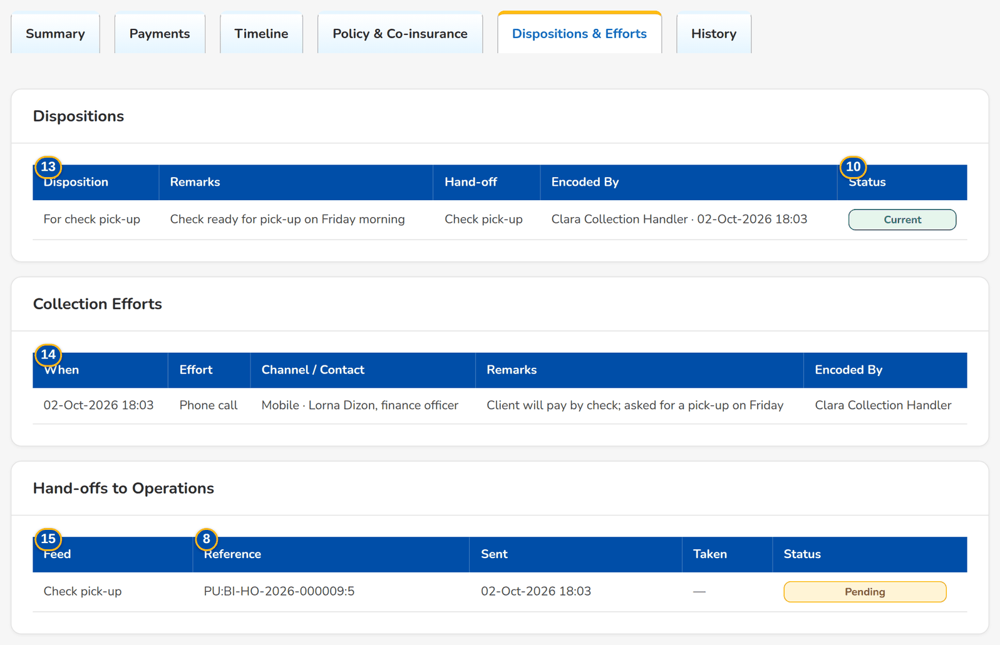 Summary Payments Timeline Policy & Co-insurance Dispositions & Efforts History
Dispositions
13 10
Disposition Remarks Hand-off Encoded By Status
For check pick-up Check ready for pick-up on Friday morning Check pick-up Clara Collection Handler · 02-Oct-2026 18:03 Current
Collection Efforts
14
When Effort Channel / Contact Remarks Encoded By
02-Oct-2026 18:03 Phone call Mobile · Lorna Dizon, finance officer Client will pay by check; asked for a pick-up on Friday Clara Collection Handler
Hand-offs to Operations
15 8
Feed Reference Sent Taken Status
Check pick-up PU:BI-HO-2026-000009:5 02-Oct-2026 18:03 — Pending